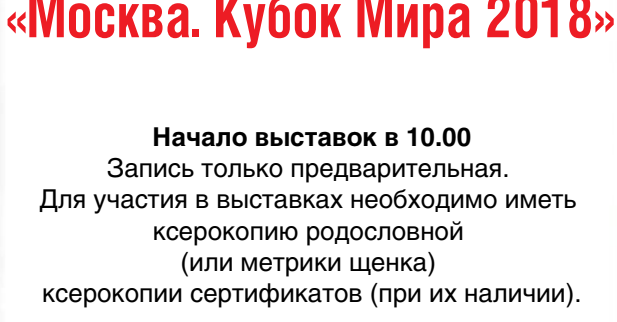 «Москва. Кубок Мира 2018»
Начало выставок в 10.00
Запись только предварительная.
Для участия в выставках необходимо иметь
ксерокопию родословной
(или метрики щенка)
ксерокопии сертификатов (при их наличии).